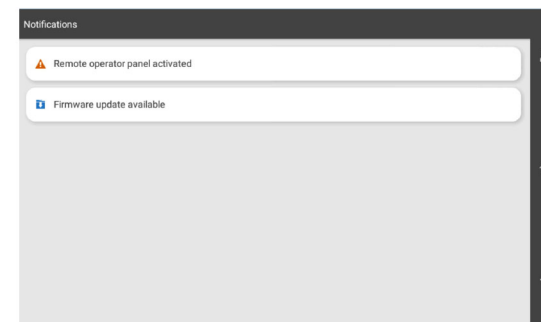 Notifications
Remote operator panel activated
Firmware update available